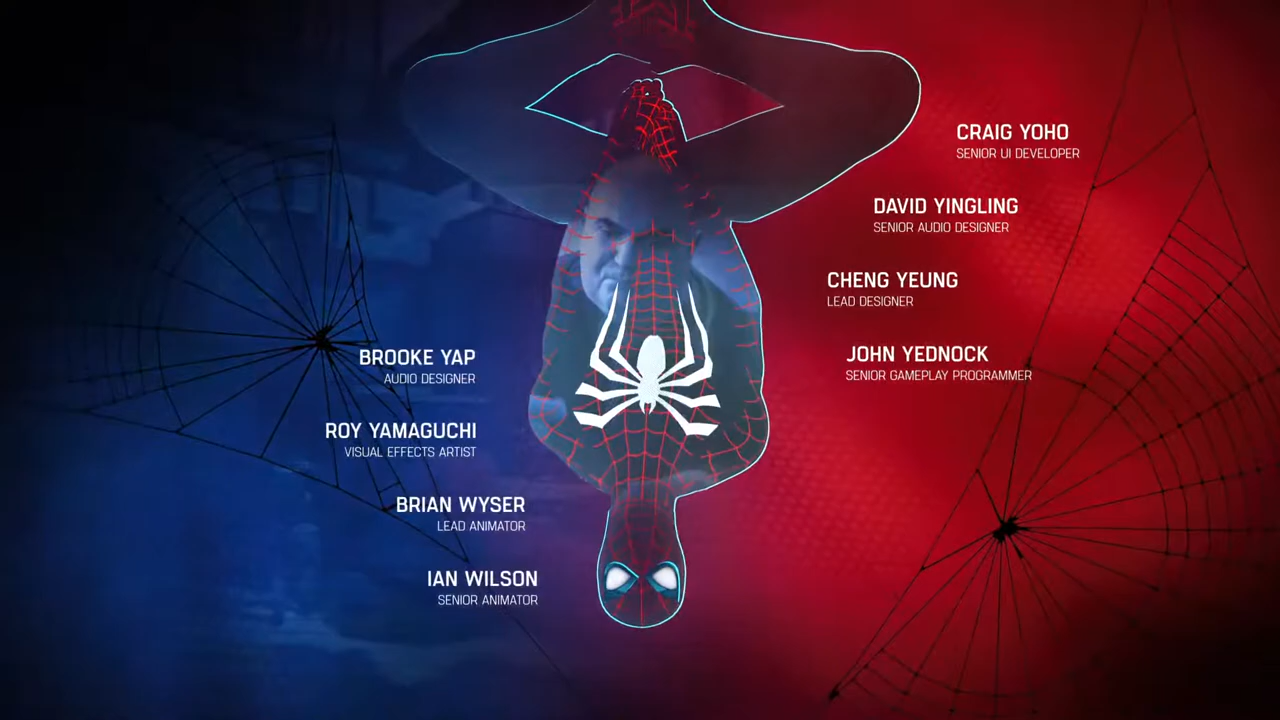 CRAIG YOHO
SENIOR UI DEVELOPER
DAVID YINGLING
SENIOR AUDIO DESIGNER
CHENG YEUNG
LEAD DESIGNER
JOHN YEDNOCK
SENIOR GAMEPLAY PROGRAMMER
BROOKE YAP
AUDIO DESIGNER
ROY YAMAGUCHI
VISUAL EFFECTS ARTIST
BRIAN WYSER
LEAD ANIMATOR
IAN WILSON
SENIOR ANIMATOR